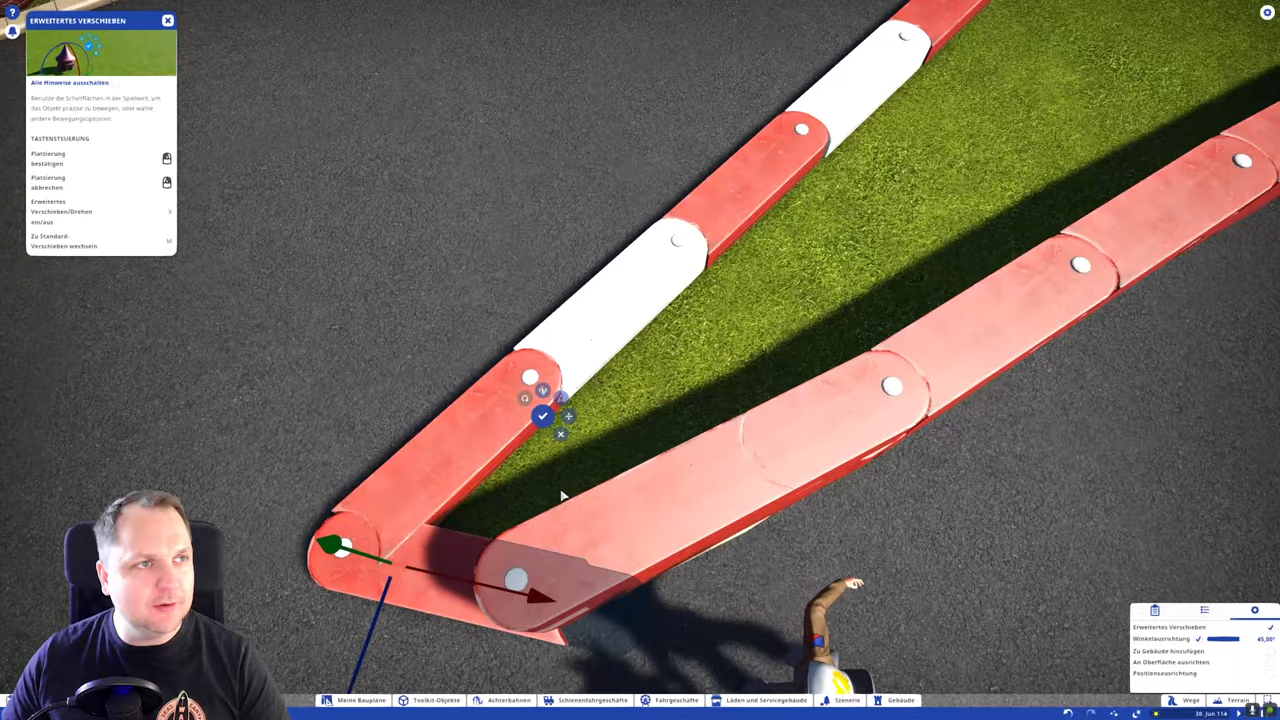 ?
ERWEITERTES VERSCHIEBEN
Alle Hinweise ausschalten
Benutze die Schaltflächen in der Spielwelt, um
das Objekt präzise zu bewegen, oder wähle
andere Bewegungsoptionen.
TASTENSTEUERUNG
Platzierung
bestätigen
Platzierung
abbrechen
Erweitertes
Verschieben/Drehen
ein/aus
X
Zu Standard-
Verschieben wechseln
M
Erweitertes Verschieben
Winkelausrichtung
45,00°
Zu Gebäude hinzufügen
An Oberfläche ausrichten
Positionsausrichtung
Meine Baupläne
Toolkit-Objekte
Achterbahnen
Schienenfahrgeschäfte
Fahrgeschäfte
Läden und Servicegebäude
Szenerie
Gebäude
Wege
Terrain
30. Jun 114